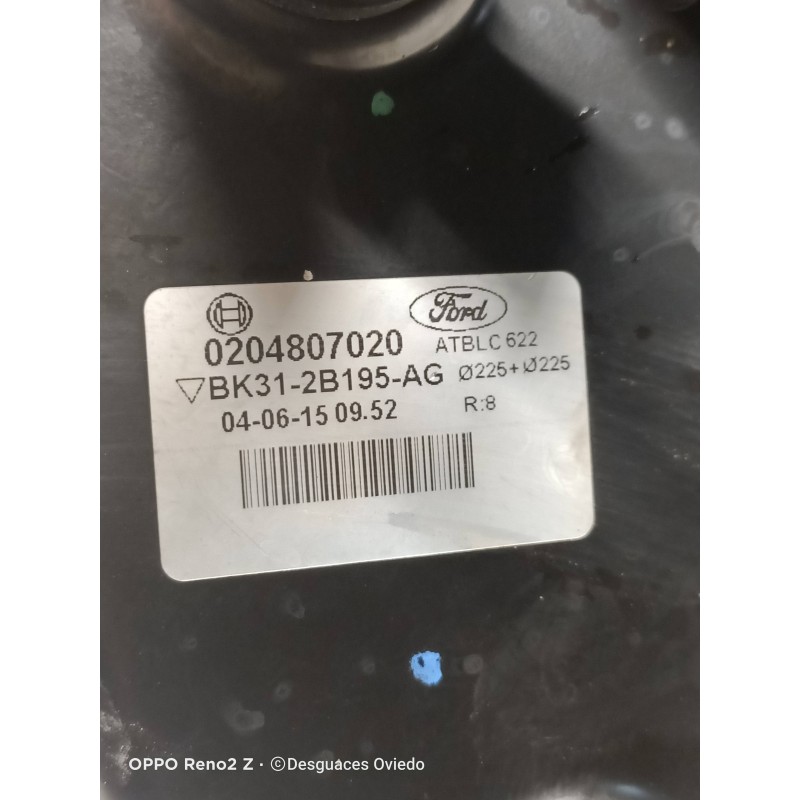 Ford
0204807020 ATBLC 622
▽BK31-2B195-AG Ø225+Ø225
04-06-15 09.52 R:8
OPPO Reno2 Z · ©Desguaces Oviedo